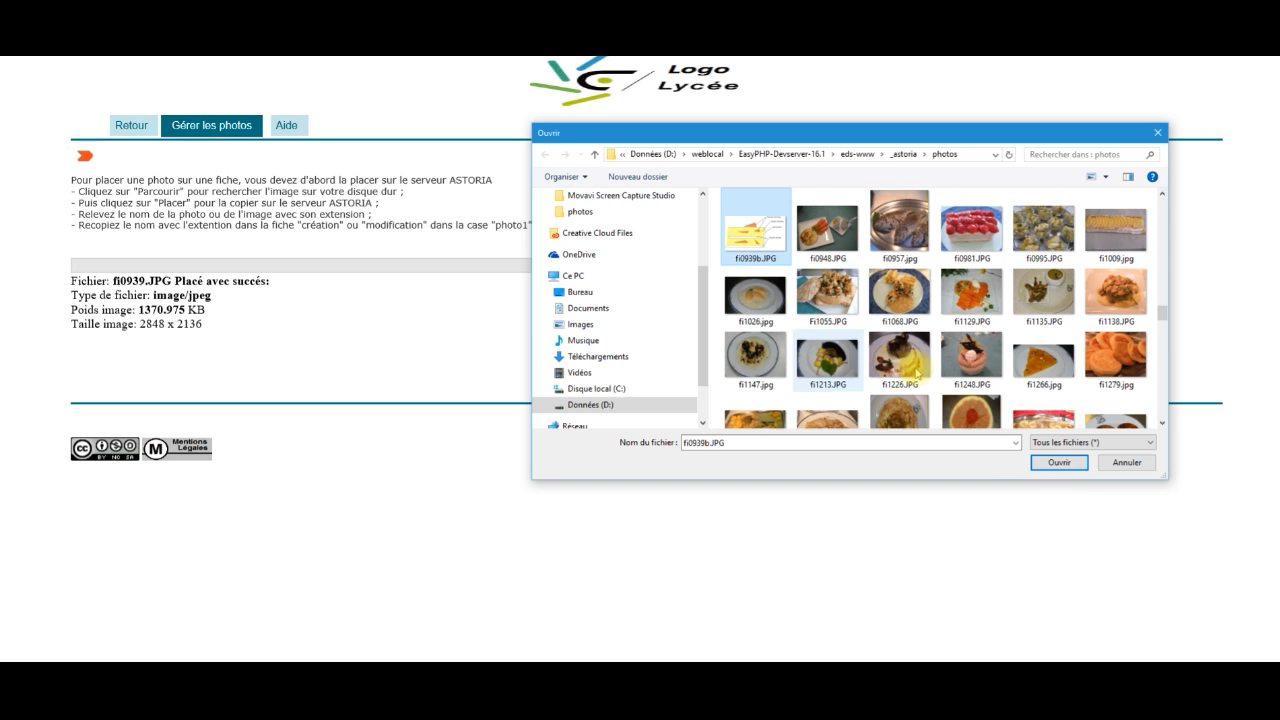 Logo
Lycée
Retour
Gérer les photos
Aide
Pour placer une photo sur une fiche, vous devez d'abord la placer sur le serveur ASTORIA
- Cliquez sur "Parcourir" pour rechercher l'image sur votre disque dur ;
- Puis cliquez sur "Placer" pour la copier sur le serveur ASTORIA ;
- Relevez le nom de la photo ou de l'image avec son extension ;
- Recopiez le nom avec l'extention dans la fiche "création" ou "modification" dans la case "photo1"
Fichier: fi0939.JPG Placé avec succés:
Type de fichier: image/jpeg
Poids image: 1370.975 KB
Taille image: 2848 x 2136
cc BY NC SA
M Mentions Légales
Ouvrir
« Données (D:) › weblocal › EasyPHP-Devserver-16.1 › eds-www › _astoria › photos
Rechercher dans : photos
Organiser
Nouveau dossier
Movavi Screen Capture Studio
photos
Creative Cloud Files
OneDrive
Ce PC
Bureau
Documents
Images
Musique
Téléchargements
Vidéos
Disque local (C:)
Données (D:)
Réseau
fi0939b.JPG fi0948.JPG fi0957.jpg fi0981.JPG fi0995.JPG fi1009.jpg
fi1026.jpg Fi1055.JPG fi1068.JPG fi1129.JPG fi1135.JPG fi1138.JPG
fi1147.jpg fi1213.JPG fi1226.JPG fi1248.JPG fi1266.jpg fi1279.jpg
Nom du fichier : fi0939b.JPG
Tous les fichiers (*)
Ouvrir
Annuler